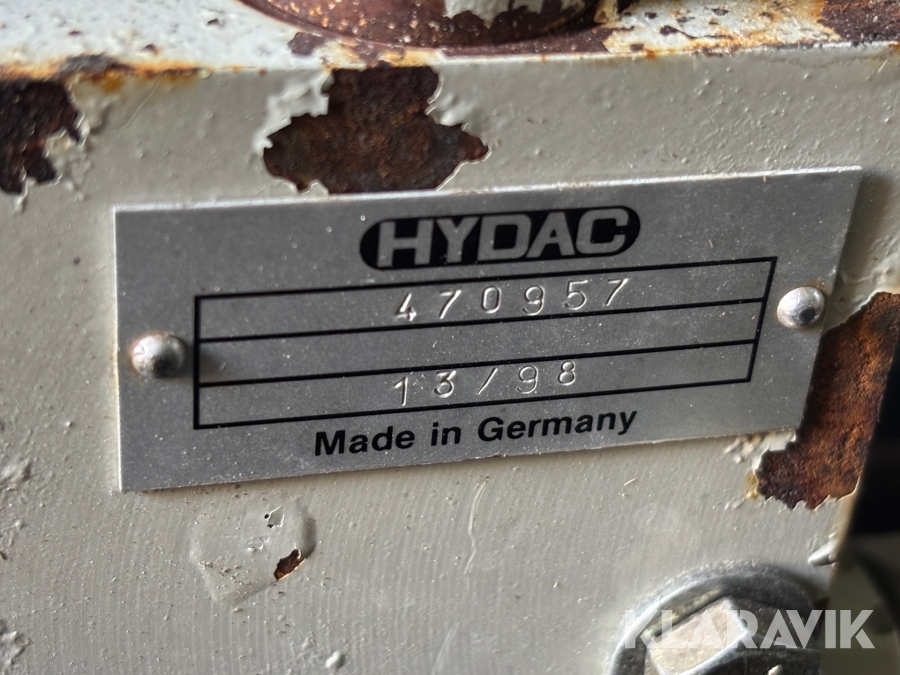 HYDAC
470957
13/98
Made in Germany
KLARAVIK